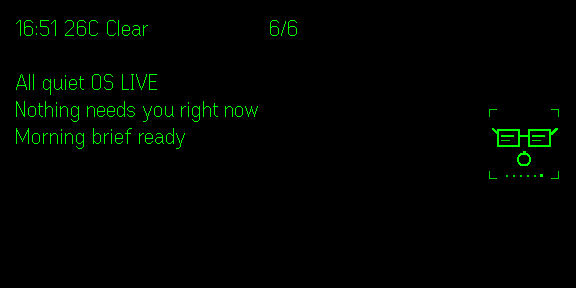 16:51 26C Clear 6/6
All quiet OS LIVE
Nothing needs you right now
Morning brief ready